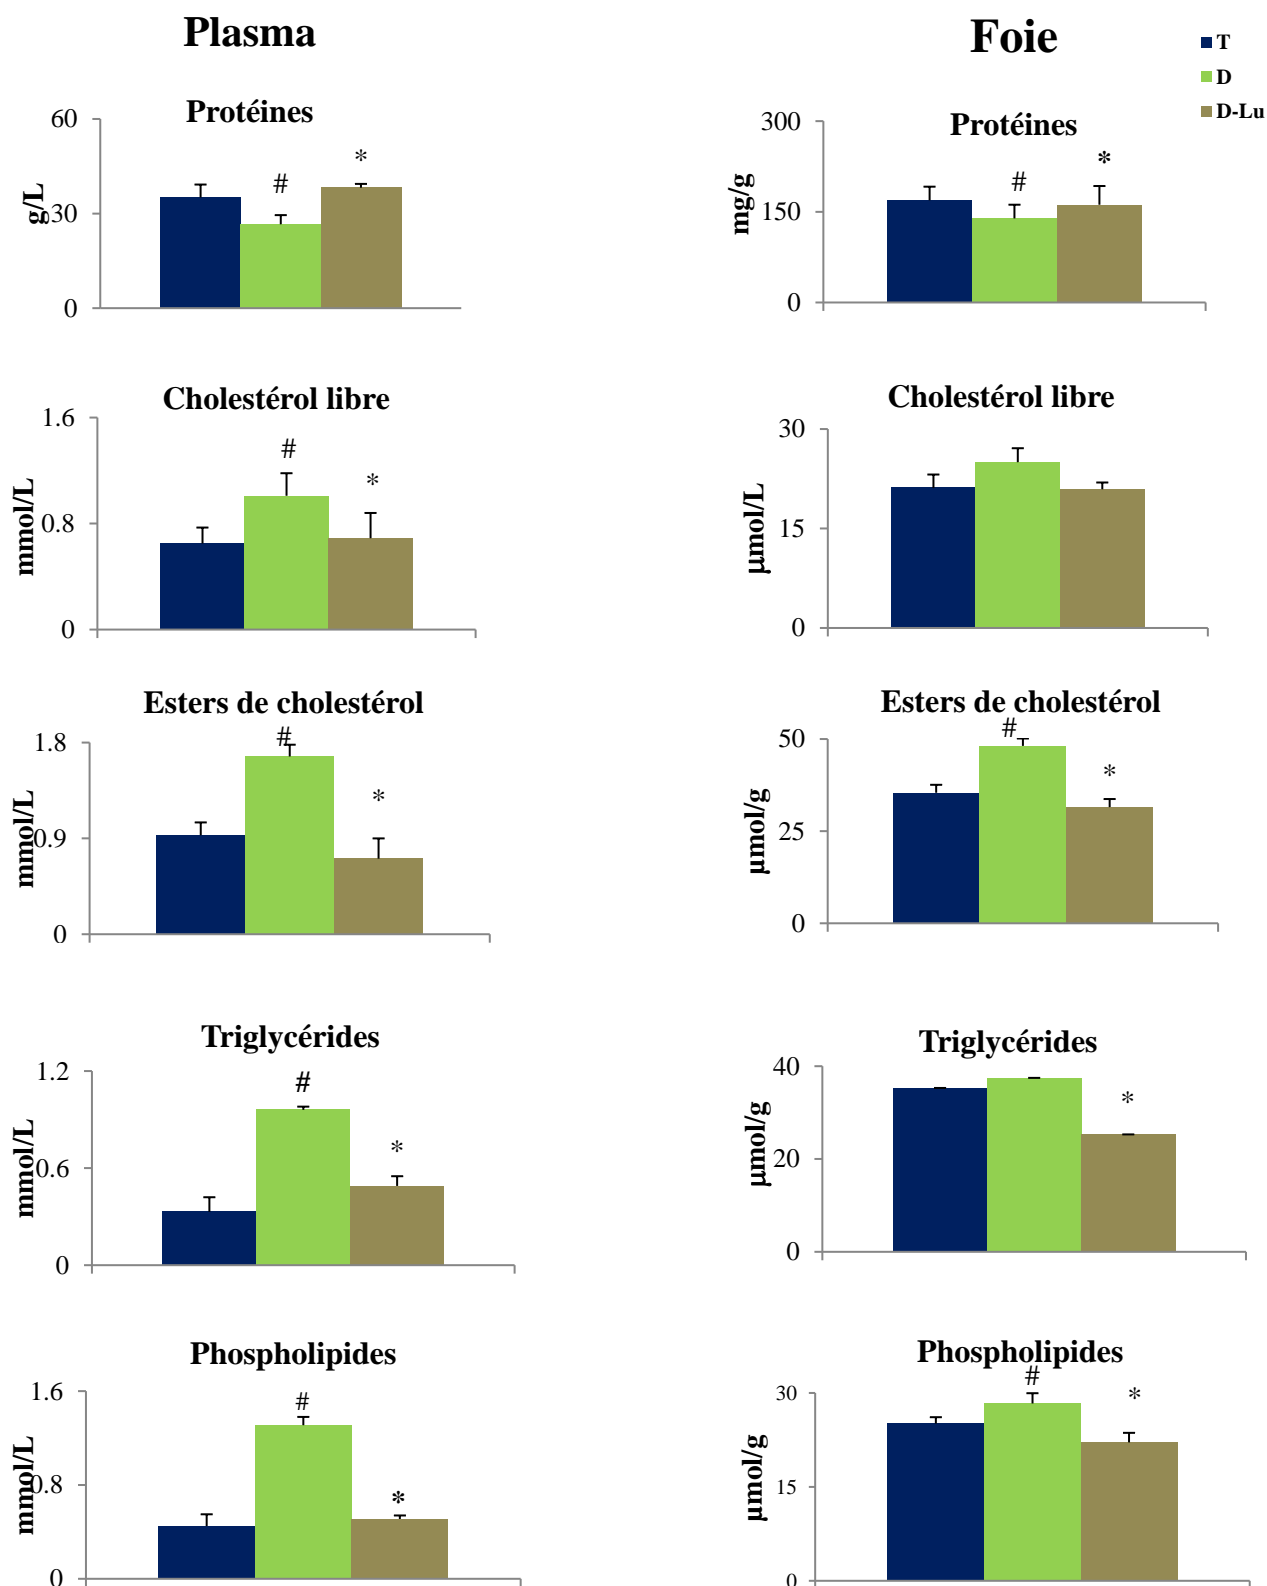 Plasma
Foie
T
D
D-Lu
Protéines
g/L
60
30
0
#
*
Protéines
mg/g
300
150
0
#
*
Cholestérol libre
mmol/L
1.6
0.8
0
#
*
Cholestérol libre
µmol/L
30
15
0
Esters de cholestérol
mmol/L
1.8
0.9
0
#
*
Esters de cholestérol
µmol/g
50
25
0
#
*
Triglycérides
mmol/L
1.2
0.6
0
#
*
Triglycérides
µmol/g
40
20
0
*
Phospholipides
mmol/L
1.6
0.8
0
#
*
Phospholipides
µmol/g
30
15
0
#
*